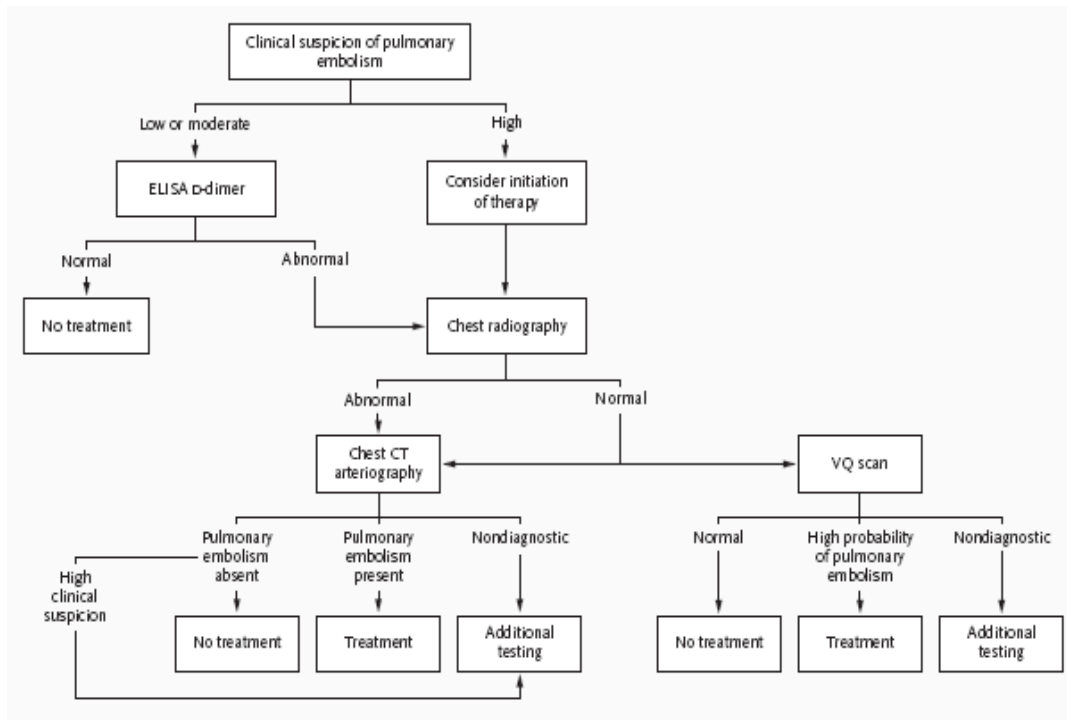 Clinical suspicion of pulmonary
embolism
Low or moderate
High
ELISA D-dimer
Consider initiation
of therapy
Normal
Abnormal
No treatment
Chest radiography
Abnormal
Normal
Chest CT
arteriography
VQ scan
Pulmonary
embolism
absent
Pulmonary
embolism
present
Nondiagnostic
Normal
High probability
of pulmonary
embolism
Nondiagnostic
High
clinical
suspicion
No treatment
Treatment
Additional
testing
No treatment
Treatment
Additional
testing